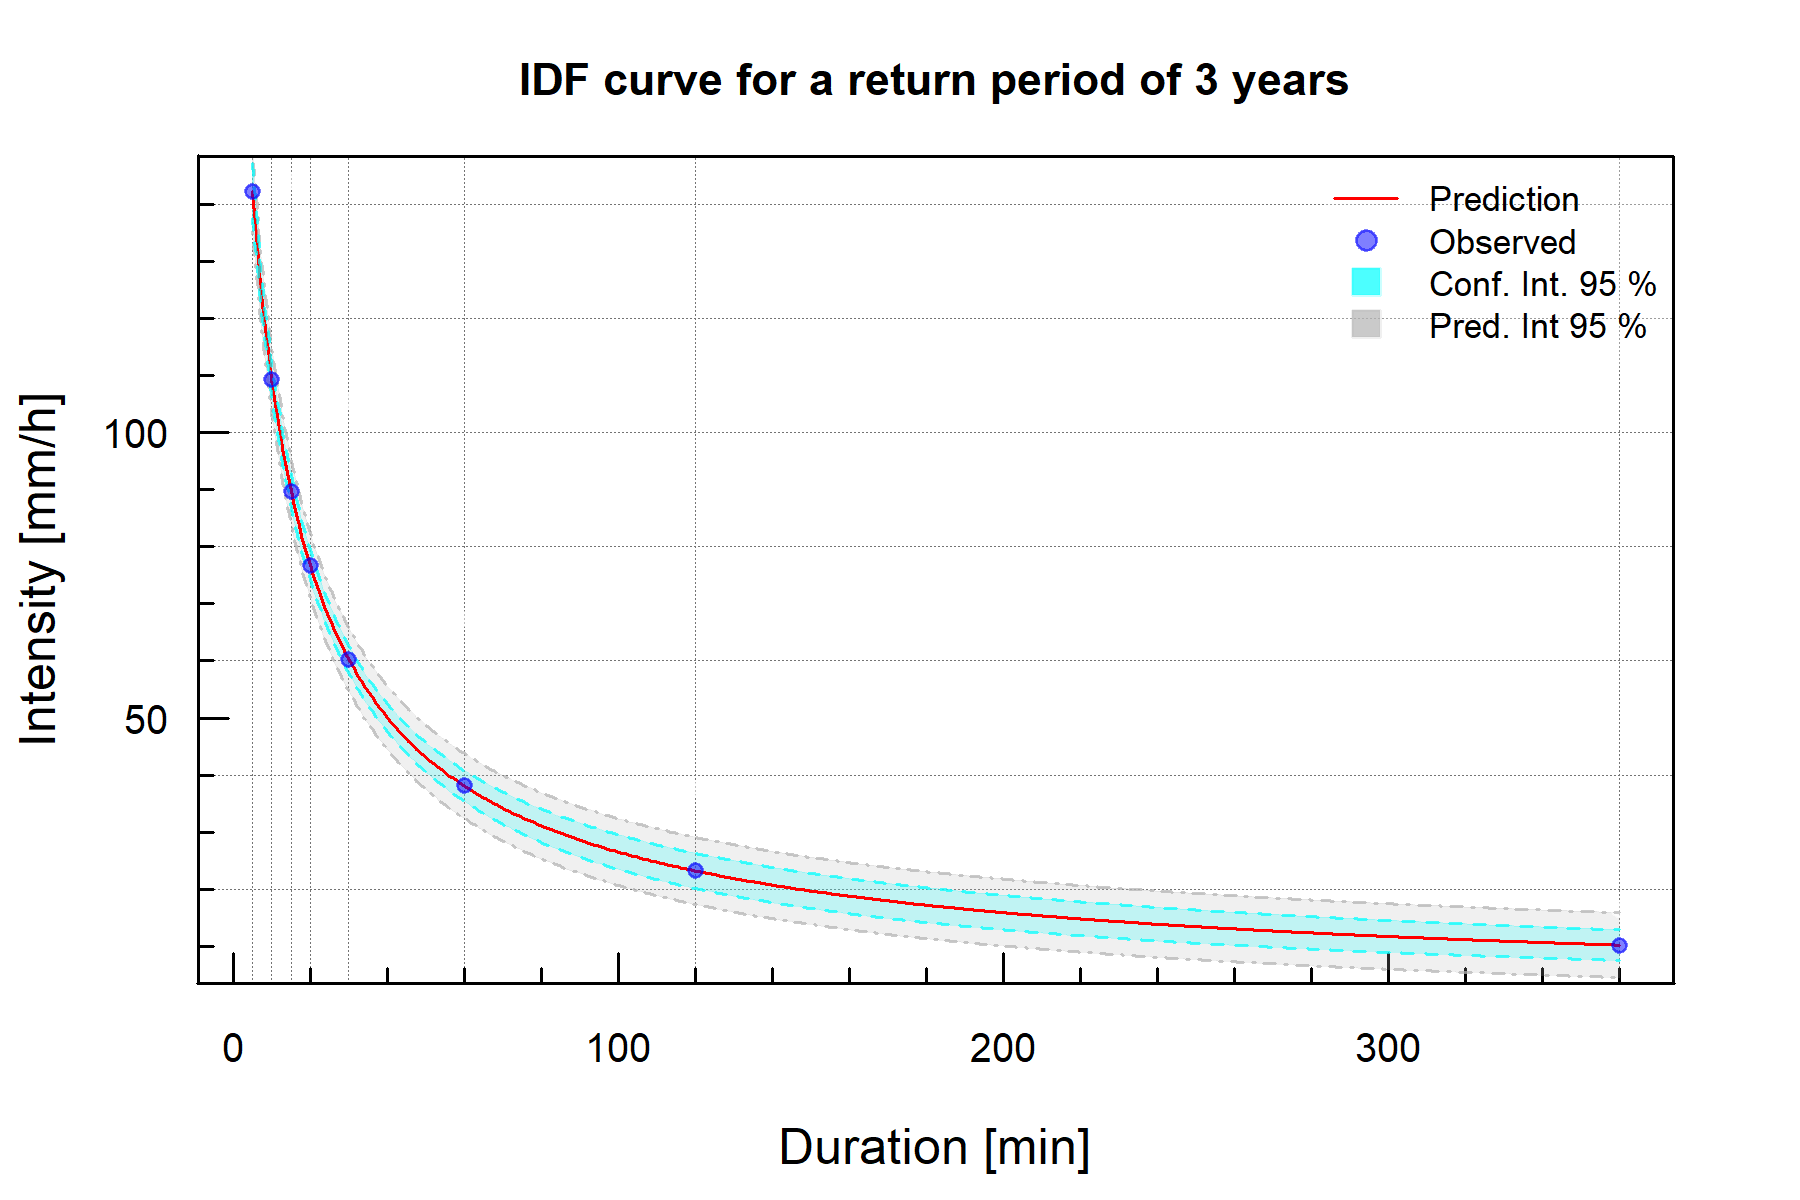 IDF curve for a return period of 3 years
Prediction
Observed
Conf. Int. 95 %
Pred. Int 95 %
Intensity [mm/h]
100
50
0 100 200 300
Duration [min]